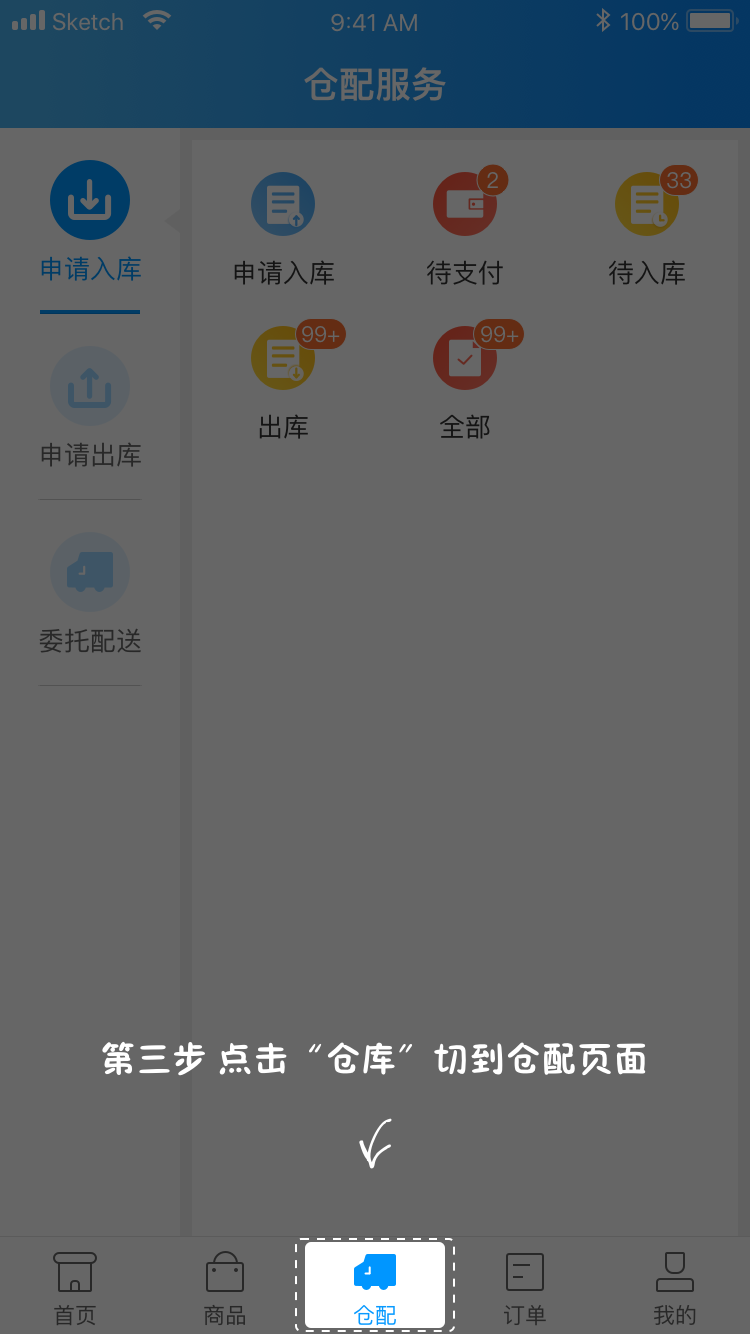 Sketch 9:41 AM 100%
仓配服务
申请入库
申请出库
委托配送
2 33
申请入库 待支付 待入库
99+ 99+
出库 全部
第三步 点击“仓库”切到仓配页面
首页 商品 仓配 订单 我的